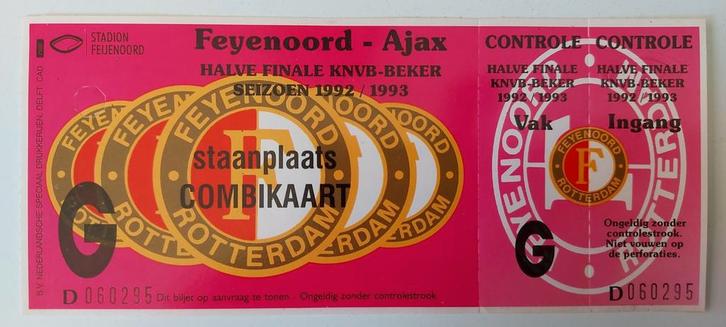 STADION
FEIJENOORD
Feyenoord - Ajax
HALVE FINALE KNVB-BEKER
SEIZOEN 1992 / 1993
FEYENOORD
ROTTERDAM
F
staanplaats
COMBIKAART
G
D 060295
Dit biljet op aanvraag te tonen - Ongeldig zonder controlestrook.
B.V. NEDERLANDSCHE SPECIAAL DRUKKERIJEN, DELFT CAD
CONTROLE CONTROLE
HALVE FINALE HALVE FINALE
KNVB-BEKER KNVB-BEKER
1992 / 1993 1992 / 1993
Vak Ingang
FEYENOORD
F
ROTTERDAM
G
Ongeldig zonder
controlestrook.
Niet vouwen op
de perforaties.
D 060295